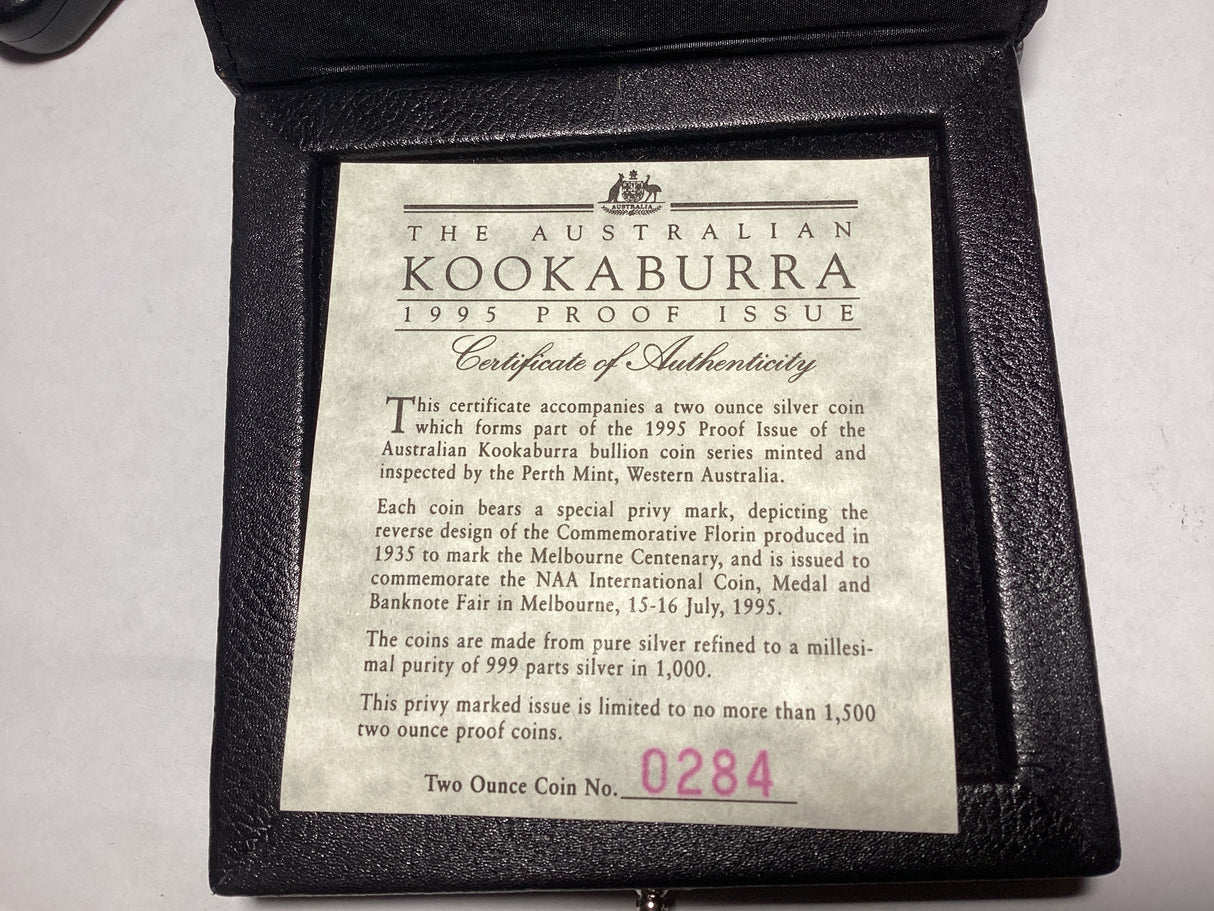 AUSTRALIA
THE AUSTRALIAN
KOOKABURRA
1995 PROOF ISSUE
Certificate of Authenticity
This certificate accompanies a two ounce silver coin
which forms part of the 1995 Proof Issue of the
Australian Kookaburra bullion coin series minted and
inspected by the Perth Mint, Western Australia.
Each coin bears a special privy mark, depicting the
reverse design of the Commemorative Florin produced in
1935 to mark the Melbourne Centenary, and is issued to
commemorate the NAA International Coin, Medal and
Banknote Fair in Melbourne, 15-16 July, 1995.
The coins are made from pure silver refined to a millesi-
mal purity of 999 parts silver in 1,000.
This privy marked issue is limited to no more than 1,500
two ounce proof coins.
Two Ounce Coin No. 0284